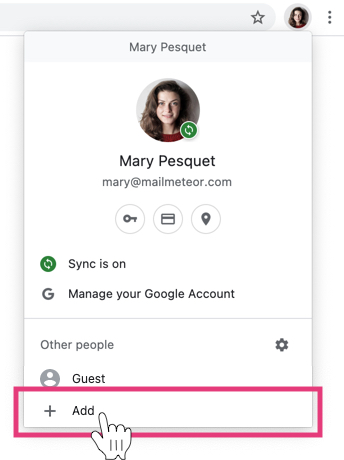 Mary Pesquet
Mary Pesquet
mary@mailmeteor.com
Sync is on
G Manage your Google Account
Other people
Guest
Add